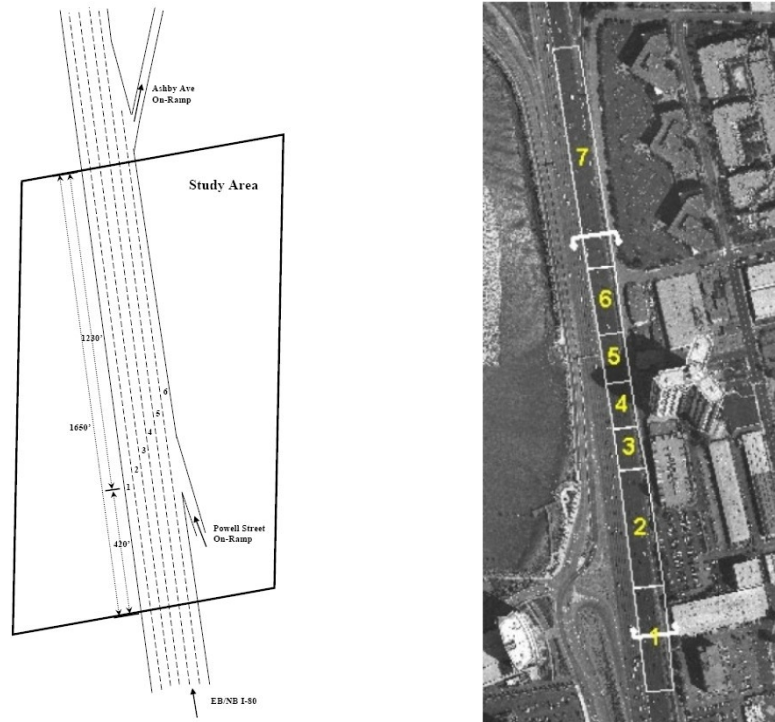 Ashby Ave
On-Ramp
Study Area
1230'
1650'
6
5
4
3
2
1
420'
Powell Street
On-Ramp
EB/NB I-80
7
6
5
4
3
2
1